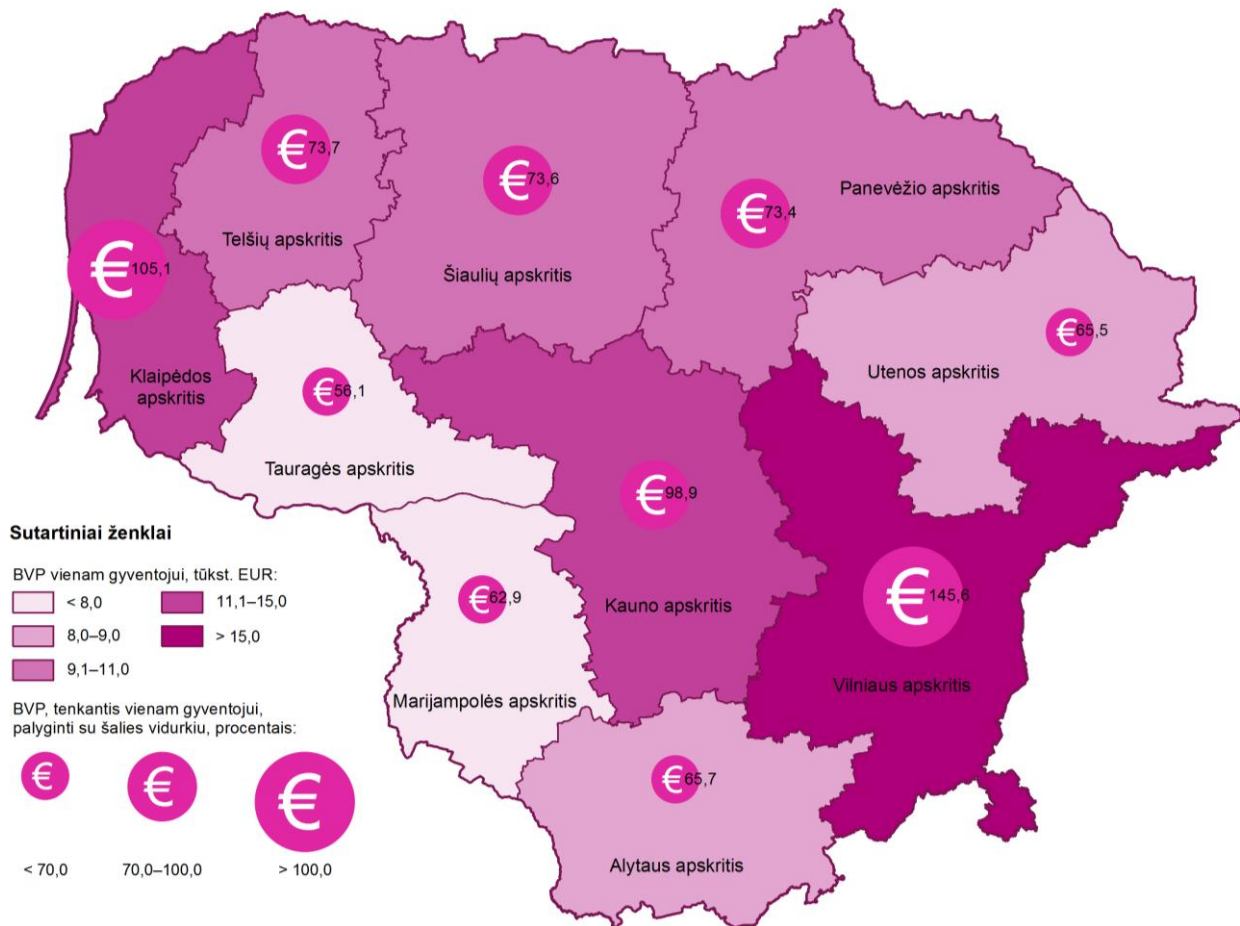 € 73,7
Telšių apskritis
€ 73,6
Šiaulių apskritis
€ 73,4
Panevėžio apskritis
€ 105,1
Klaipėdos
apskritis
€ 56,1
Tauragės apskritis
€ 65,5
Utenos apskritis
€ 98,9
Kauno apskritis
€ 62,9
Marijampolės apskritis
€ 145,6
Vilniaus apskritis
€ 65,7
Alytaus apskritis
Sutartiniai ženklai
BVP vienam gyventojui, tūkst. EUR:
< 8,0
8,0–9,0
9,1–11,0
11,1–15,0
> 15,0
BVP, tenkantis vienam gyventojui,
palyginti su šalies vidurkiu, procentais:
€ € €
< 70,0 70,0–100,0 > 100,0